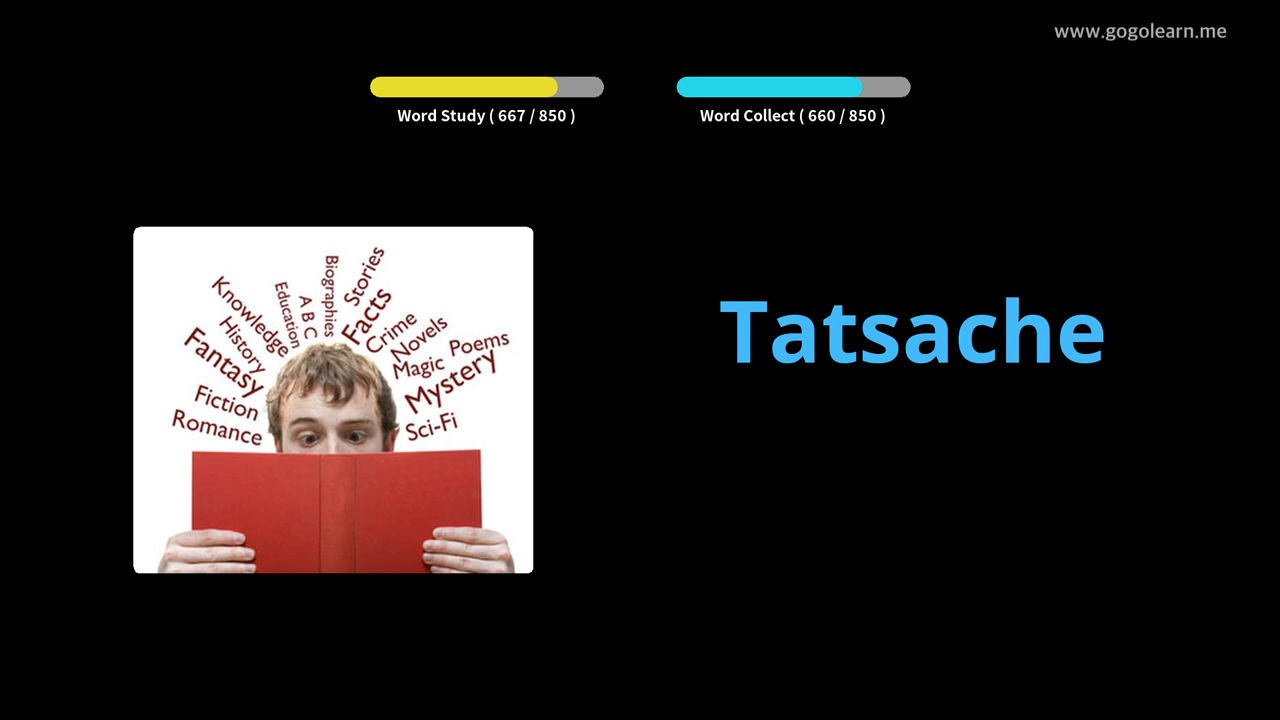 www.gogolearn.me
Word Study ( 667 / 850 )
Word Collect ( 660 / 850 )
Tatsache
Biographies
Stories
Education
A B C
Facts
Knowledge
Crime
History
Novels
Fantasy
Magic
Poems
Mystery
Fiction
Romance
Sci-Fi